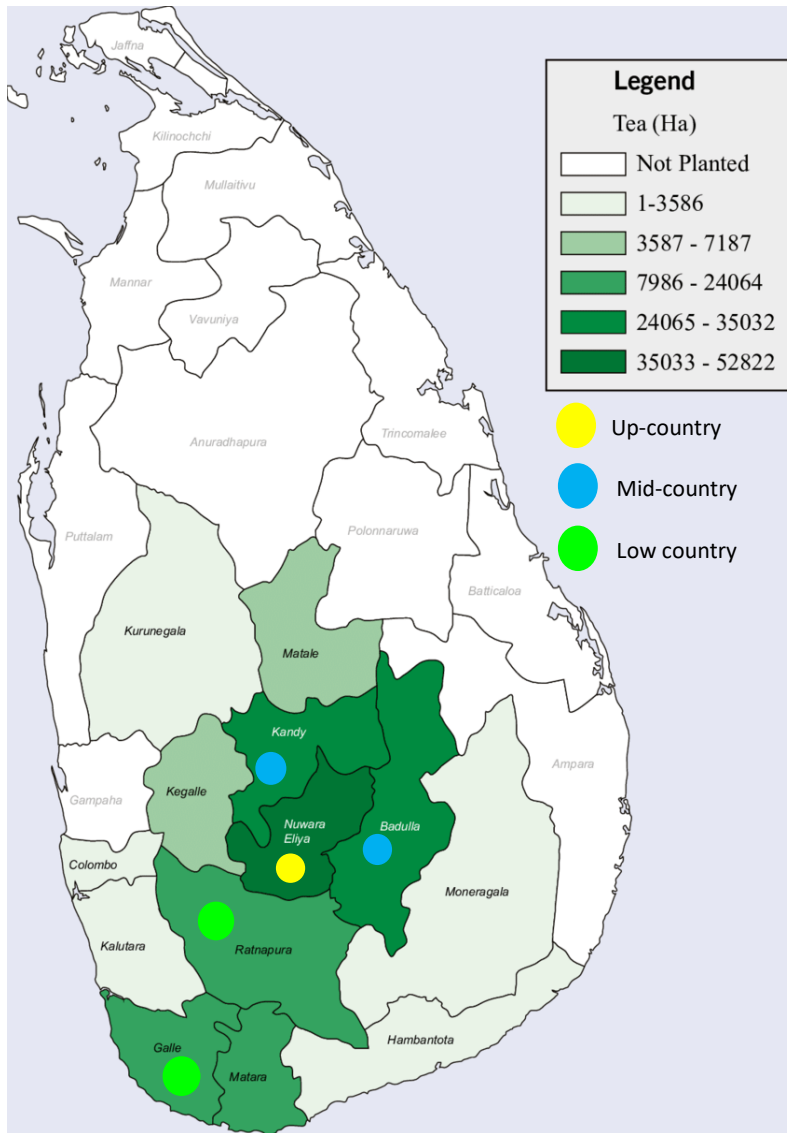 Jaffna
Kilinochchi
Mullaitivu
Mannar
Vavuniya
Anuradhapura
Trincomalee
Puttalam
Polonnaruwa
Batticaloa
Kurunegala
Matale
Kandy
Ampara
Gampaha
Kegalle
Nuwara
Eliya
Badulla
Colombo
Moneragala
Kalutara
Ratnapura
Hambantota
Galle
Matara
Legend
Tea (Ha)
Not Planted
1-3586
3587 - 7187
7986 - 24064
24065 - 35032
35033 - 52822
Up-country
Mid-country
Low country